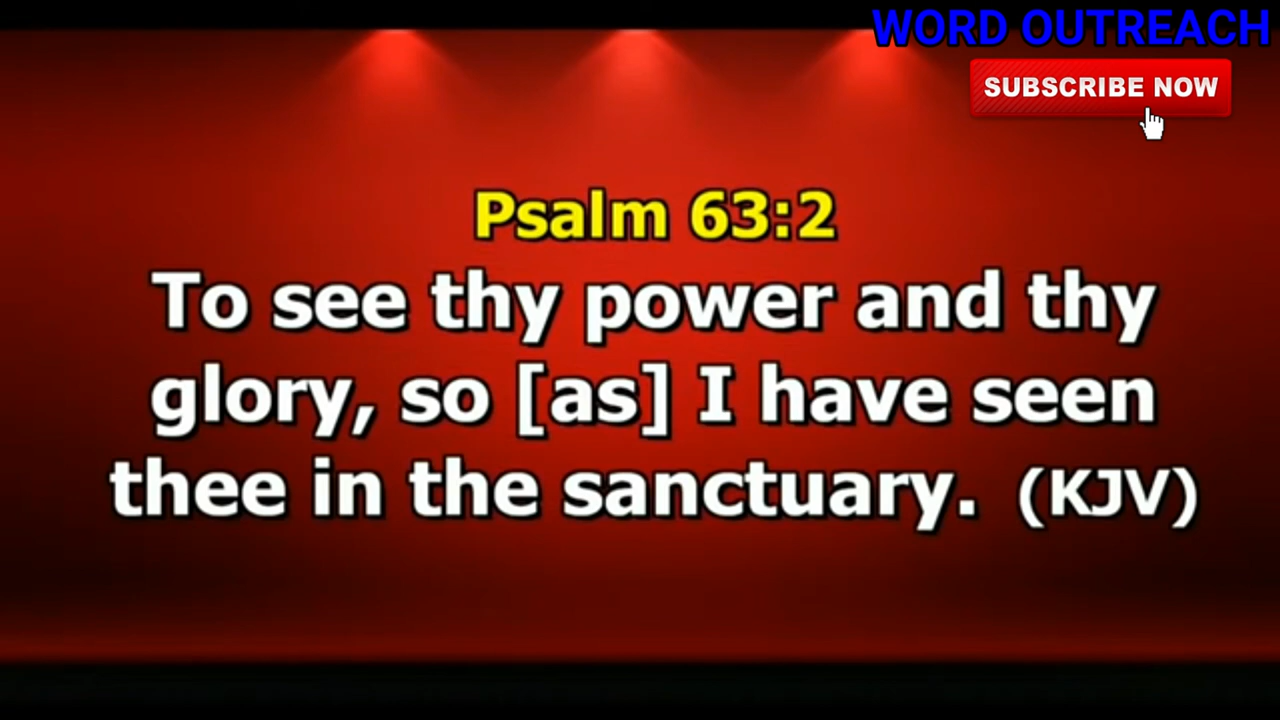 WORD OUTREACH
SUBSCRIBE NOW
Psalm 63:2
To see thy power and thy
glory, so [as] I have seen
thee in the sanctuary. (KJV)